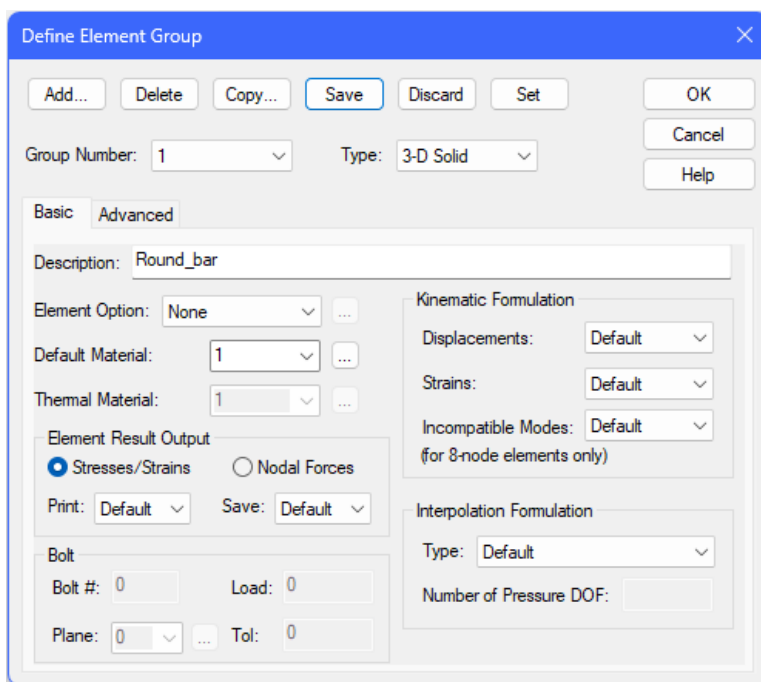 Define Element Group
Add... Delete Copy... Save Discard Set OK
Cancel
Group Number: 1 Type: 3-D Solid
Help
Basic Advanced
Description: Round_bar
Element Option: None ...
Default Material: 1 ...
Thermal Material: 1 ...
Element Result Output
Stresses/Strains Nodal Forces
Print: Default Save: Default
Bolt
Bolt #: 0 Load: 0
Plane: 0 ... Tol: 0
Kinematic Formulation
Displacements: Default
Strains: Default
Incompatible Modes: Default
(for 8-node elements only)
Interpolation Formulation
Type: Default
Number of Pressure DOF: